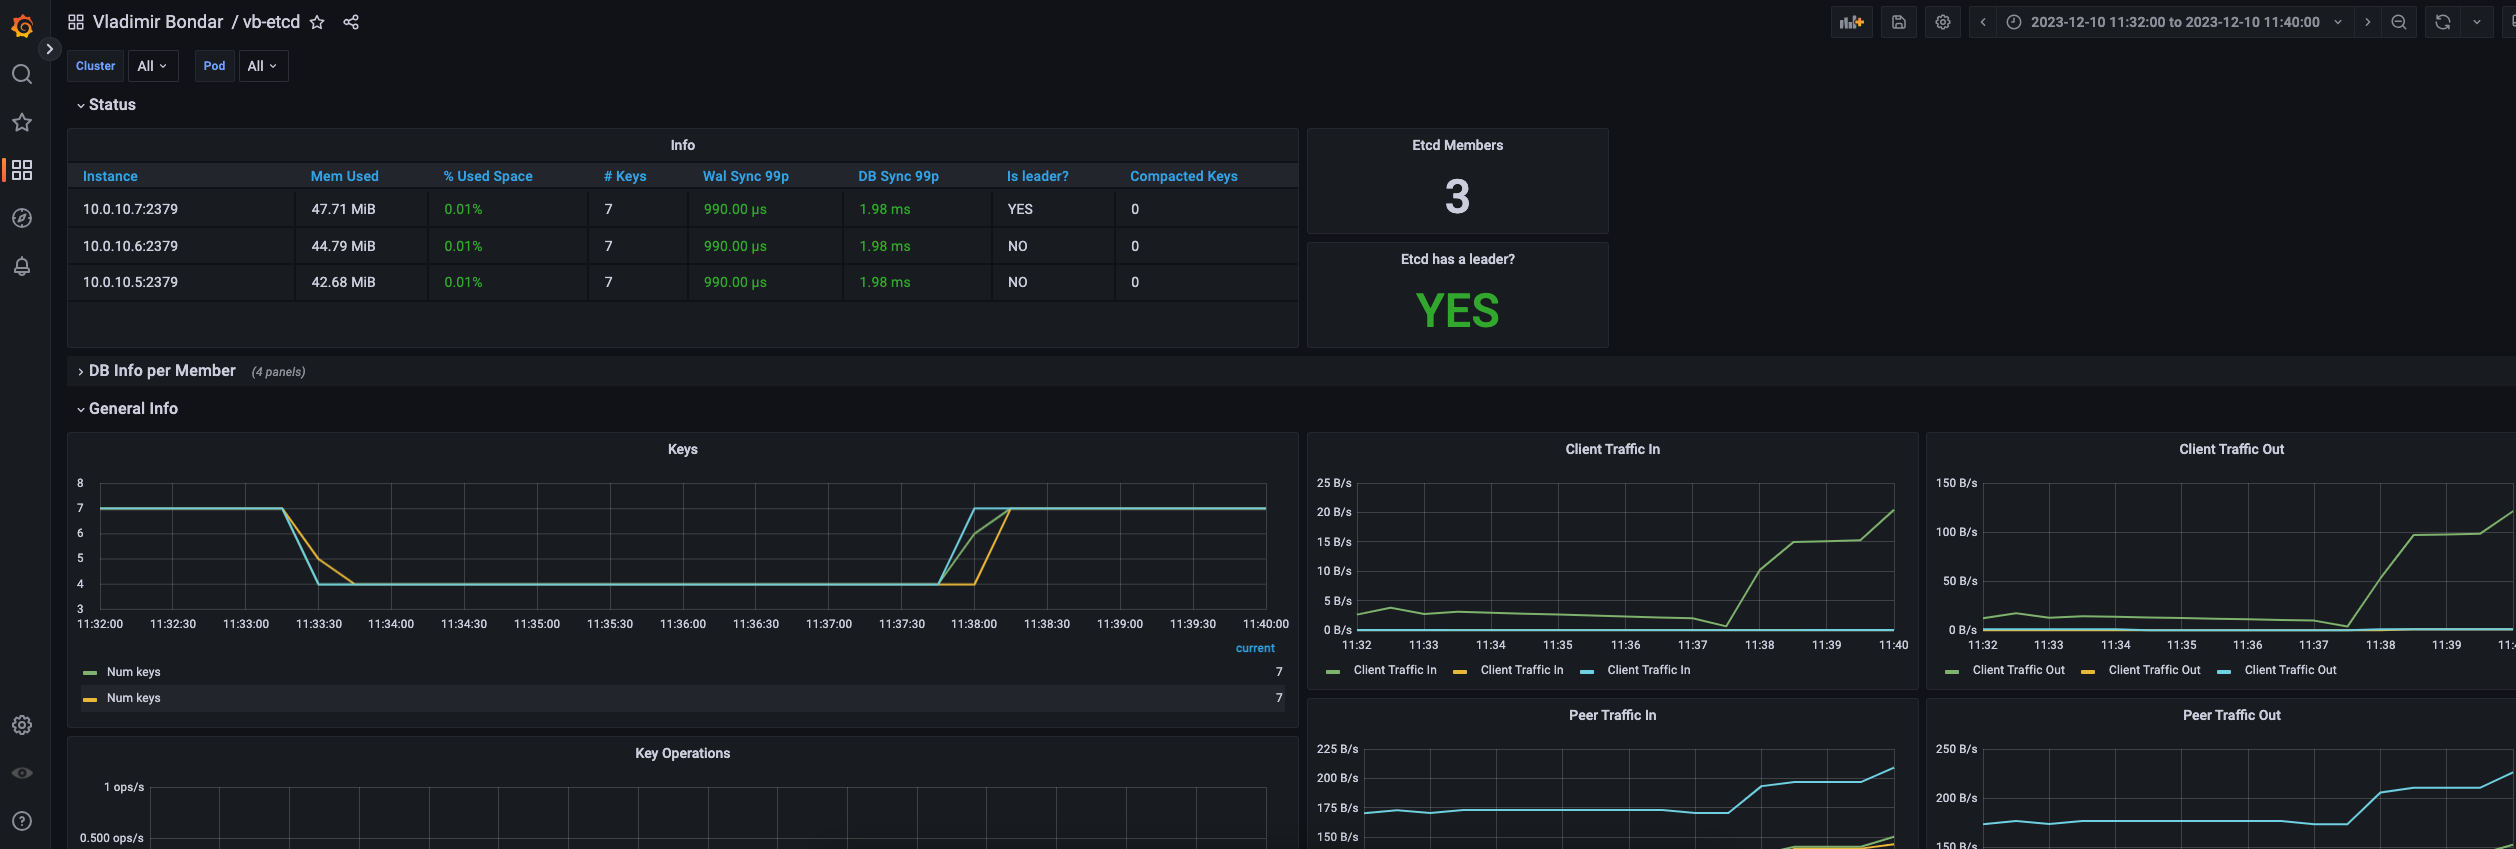 Vladimir Bondar / vb-etcd
2023-12-10 11:32:00 to 2023-12-10 11:40:00
Cluster All Pod All
Status
Info
Instance Mem Used % Used Space # Keys Wal Sync 99p DB Sync 99p Is leader? Compacted Keys
10.0.10.7:2379 47.71 MiB 0.01% 7 990.00 µs 1.98 ms YES 0
10.0.10.6:2379 44.79 MiB 0.01% 7 990.00 µs 1.98 ms NO 0
10.0.10.5:2379 42.68 MiB 0.01% 7 990.00 µs 1.98 ms NO 0
Etcd Members
3
Etcd has a leader?
YES
DB Info per Member (4 panels)
General Info
Keys
8
7
6
5
4
3
11:32:00 11:32:30 11:33:00 11:33:30 11:34:00 11:34:30 11:35:00 11:35:30 11:36:00 11:36:30 11:37:00 11:37:30 11:38:00 11:38:30 11:39:00 11:39:30 11:40:00
current
Num keys 7
Num keys 7
Client Traffic In
25 B/s
20 B/s
15 B/s
10 B/s
5 B/s
0 B/s
11:32 11:33 11:34 11:35 11:36 11:37 11:38 11:39 11:40
Client Traffic In Client Traffic In Client Traffic In
Client Traffic Out
150 B/s
100 B/s
50 B/s
0 B/s
11:32 11:33 11:34 11:35 11:36 11:37 11:38 11:39
Client Traffic Out Client Traffic Out Client Traffic Out
Key Operations
1 ops/s
0.500 ops/s
Peer Traffic In
225 B/s
200 B/s
175 B/s
150 B/s
Peer Traffic Out
250 B/s
200 B/s
150 B/s